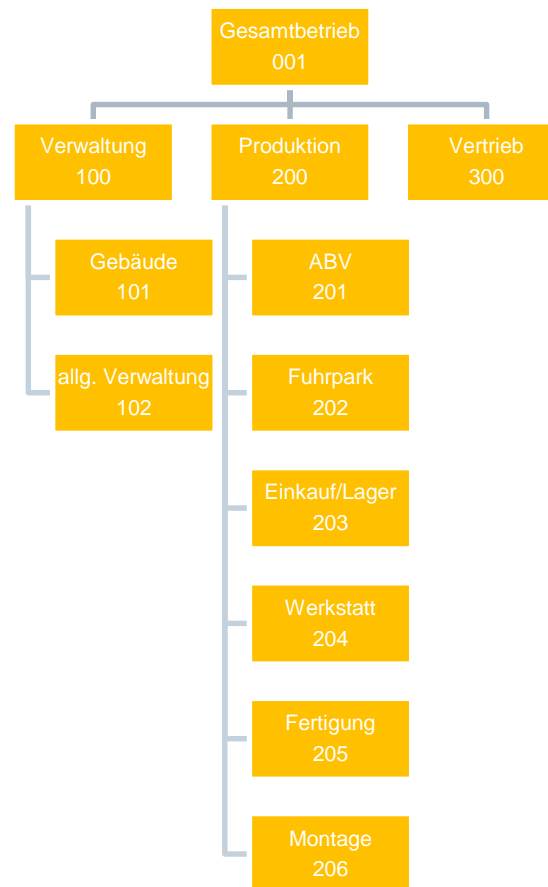 Gesamtbetrieb
001
Verwaltung
100
Produktion
200
Vertrieb
300
Gebäude
101
allg. Verwaltung
102
ABV
201
Fuhrpark
202
Einkauf/Lager
203
Werkstatt
204
Fertigung
205
Montage
206